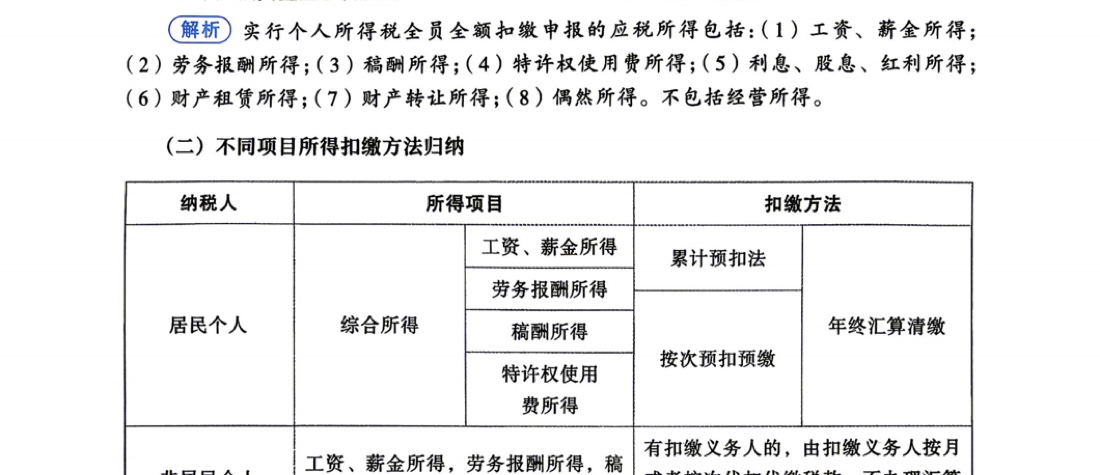 解析 实行个人所得税全员全额扣缴申报的应税所得包括:(1)工资、薪金所得;
(2)劳务报酬所得;(3)稿酬所得;(4)特许权使用费所得;(5)利息、股息、红利所得;
(6)财产租赁所得;(7)财产转让所得;(8)偶然所得。不包括经营所得。
(二)不同项目所得扣缴方法归纳
纳税人 所得项目 扣缴方法
居民个人
综合所得
工资、薪金所得
劳务报酬所得
稿酬所得
特许权使用
费所得
累计预扣法
按次预扣预缴
年终汇算清缴
工资、薪金所得,劳务报酬所得,稿
有扣缴义务人的,由扣缴义务人按月